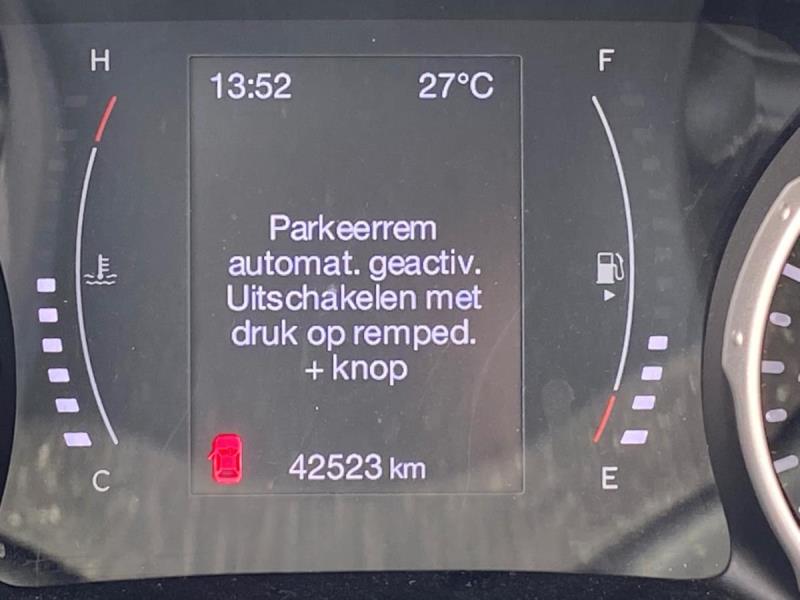 H
F
13:52 27°C
Parkeerrem
automat. geactiv.
Uitschakelen met
druk op remped.
+ knop
42523 km
C
E